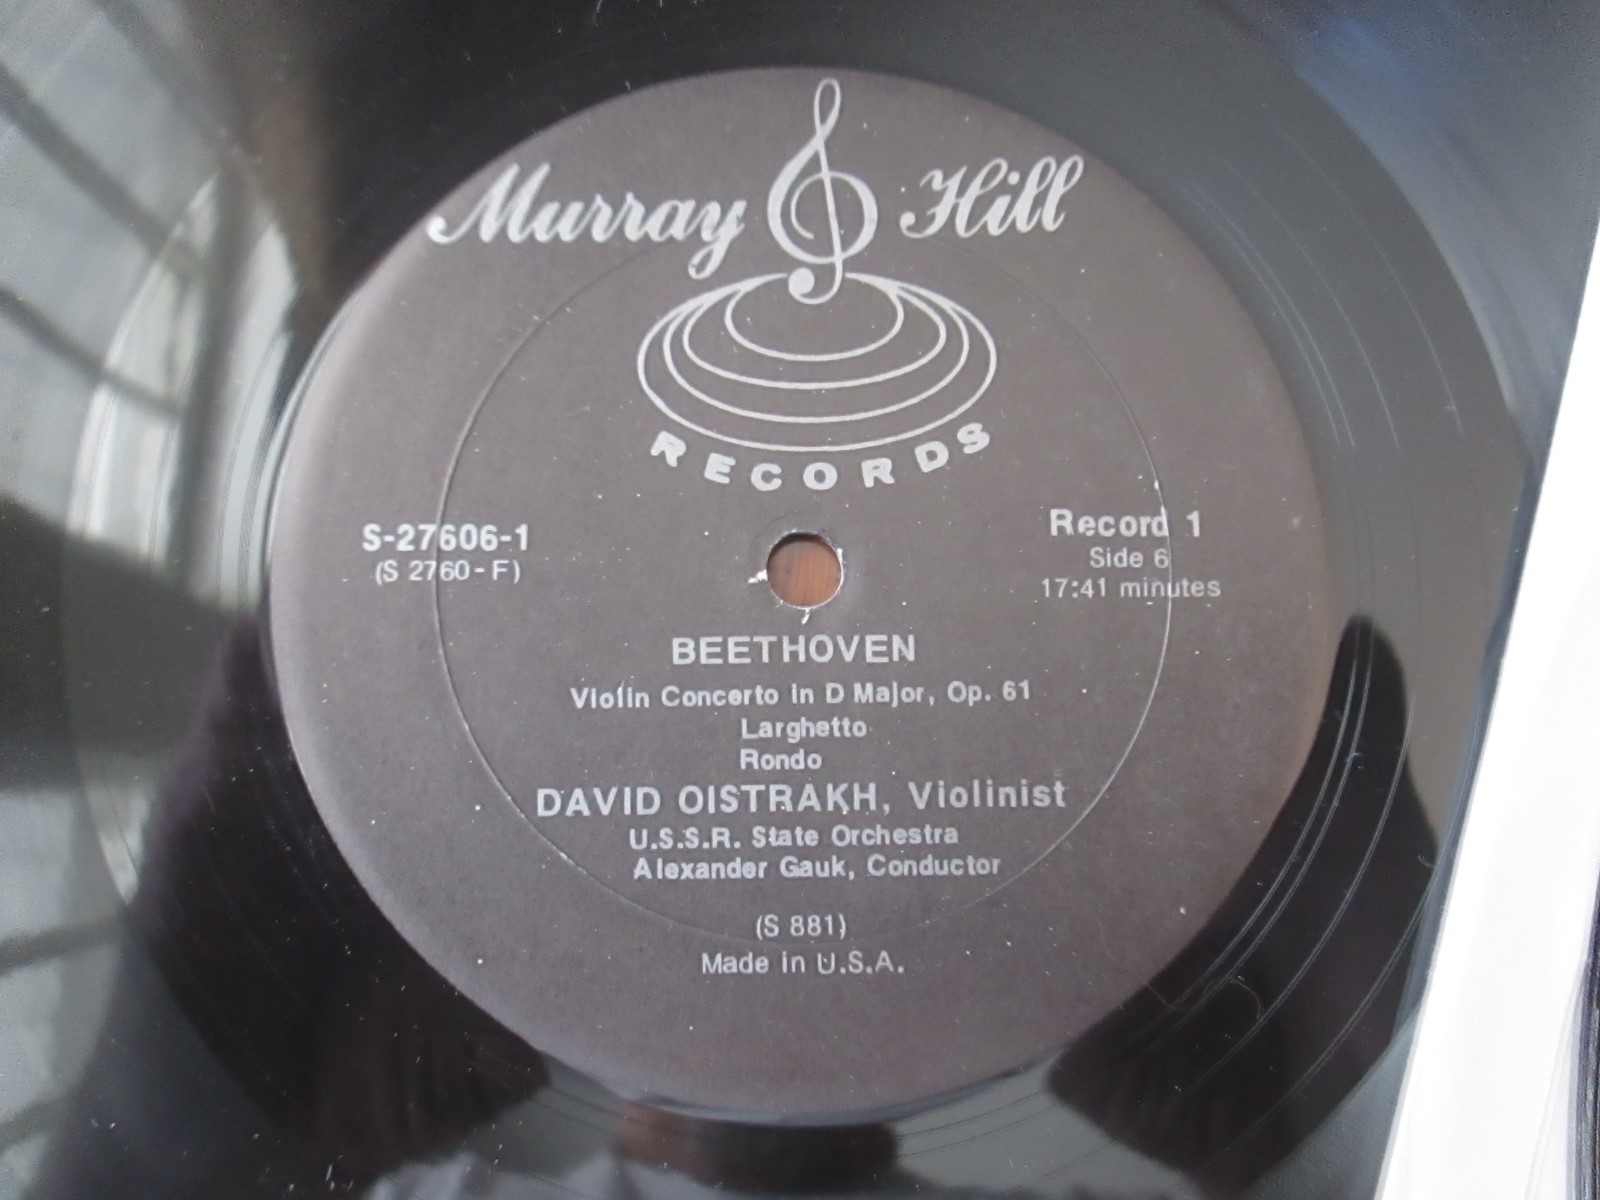 Murray Hill
RECORDS
S-27606-1
(S 2760-F)
Record 1
Side 6
17:41 minutes
BEETHOVEN
Violin Concerto in D Major, Op. 61
Larghetto
Rondo
DAVID OISTRAKH, Violinist
U.S.S.R. State Orchestra
Alexander Gauk, Conductor
(S 881)
Made in U.S.A.